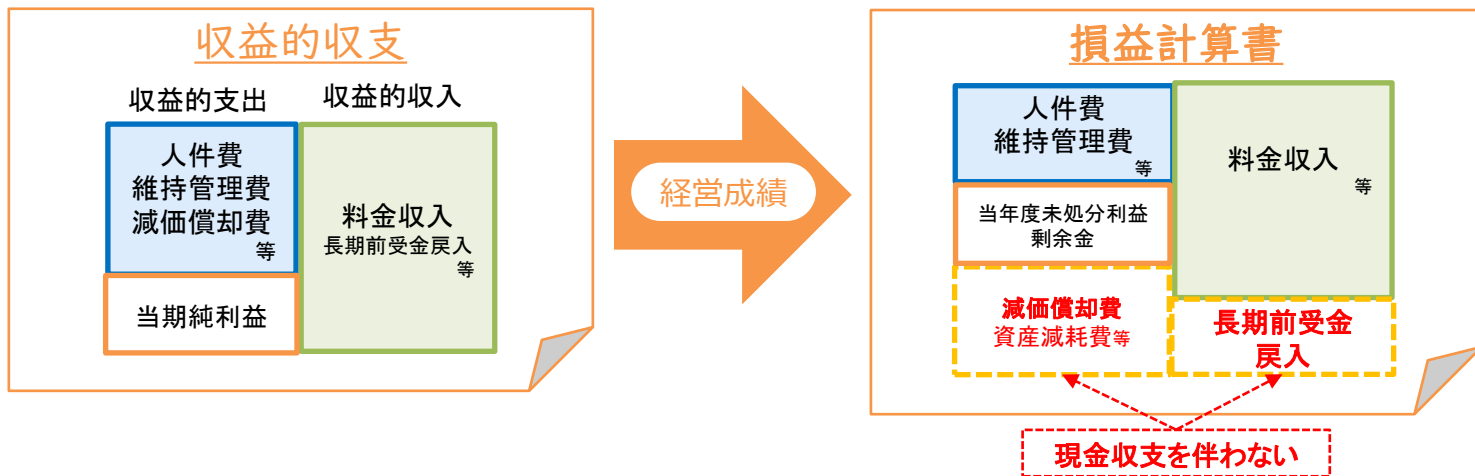 収益的収支
収益的支出
収益的収入
人件費
維持管理費
減価償却費
等
料金収入
長期前受金戻入
等
当期純利益
経営成績
損益計算書
人件費
維持管理費
等
料金収入
等
当年度未処分利益
剰余金
減価償却費
資産減耗費等
長期前受金
戻入
現金収支を伴わない